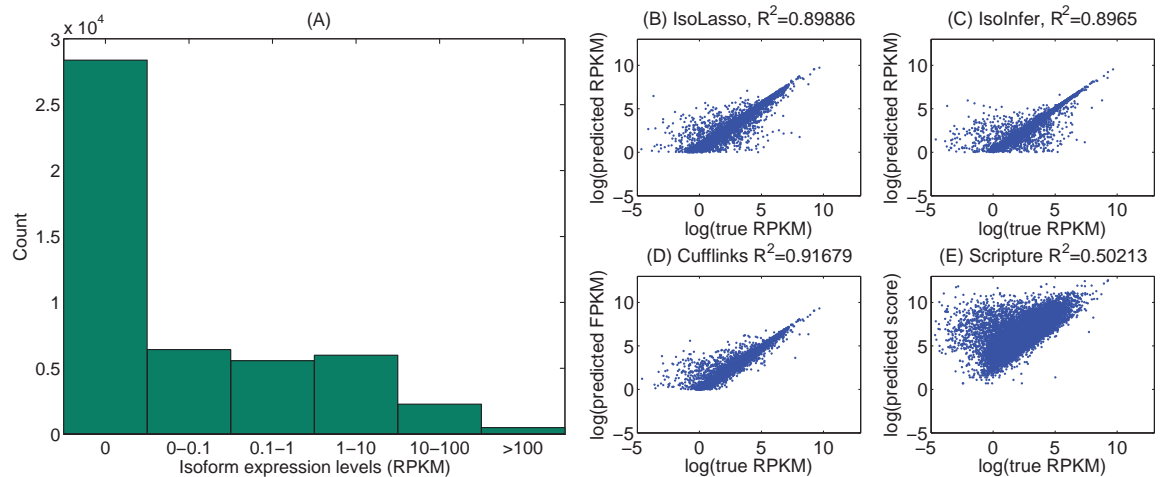 (A)
x 10^4
3
2.5
2
1.5
1
0.5
0
Count
0 0−0.1 0.1−1 1−10 10−100 >100
Isoform expression levels (RPKM)
(B) IsoLasso, R^2=0.89886
log(predicted RPKM)
10
5
0
−5
−5 0 5 10
log(true RPKM)
(C) IsoInfer, R^2=0.8965
log(predicted RPKM)
10
5
0
−5
−5 0 5 10
log(true RPKM)
(D) Cufflinks R^2=0.91679
log(predicted FPKM)
10
5
0
−5
−5 0 5 10
log(true RPKM)
(E) Scripture R^2=0.50213
log(predicted score)
10
5
0
−5
−5 0 5 10
log(true RPKM)